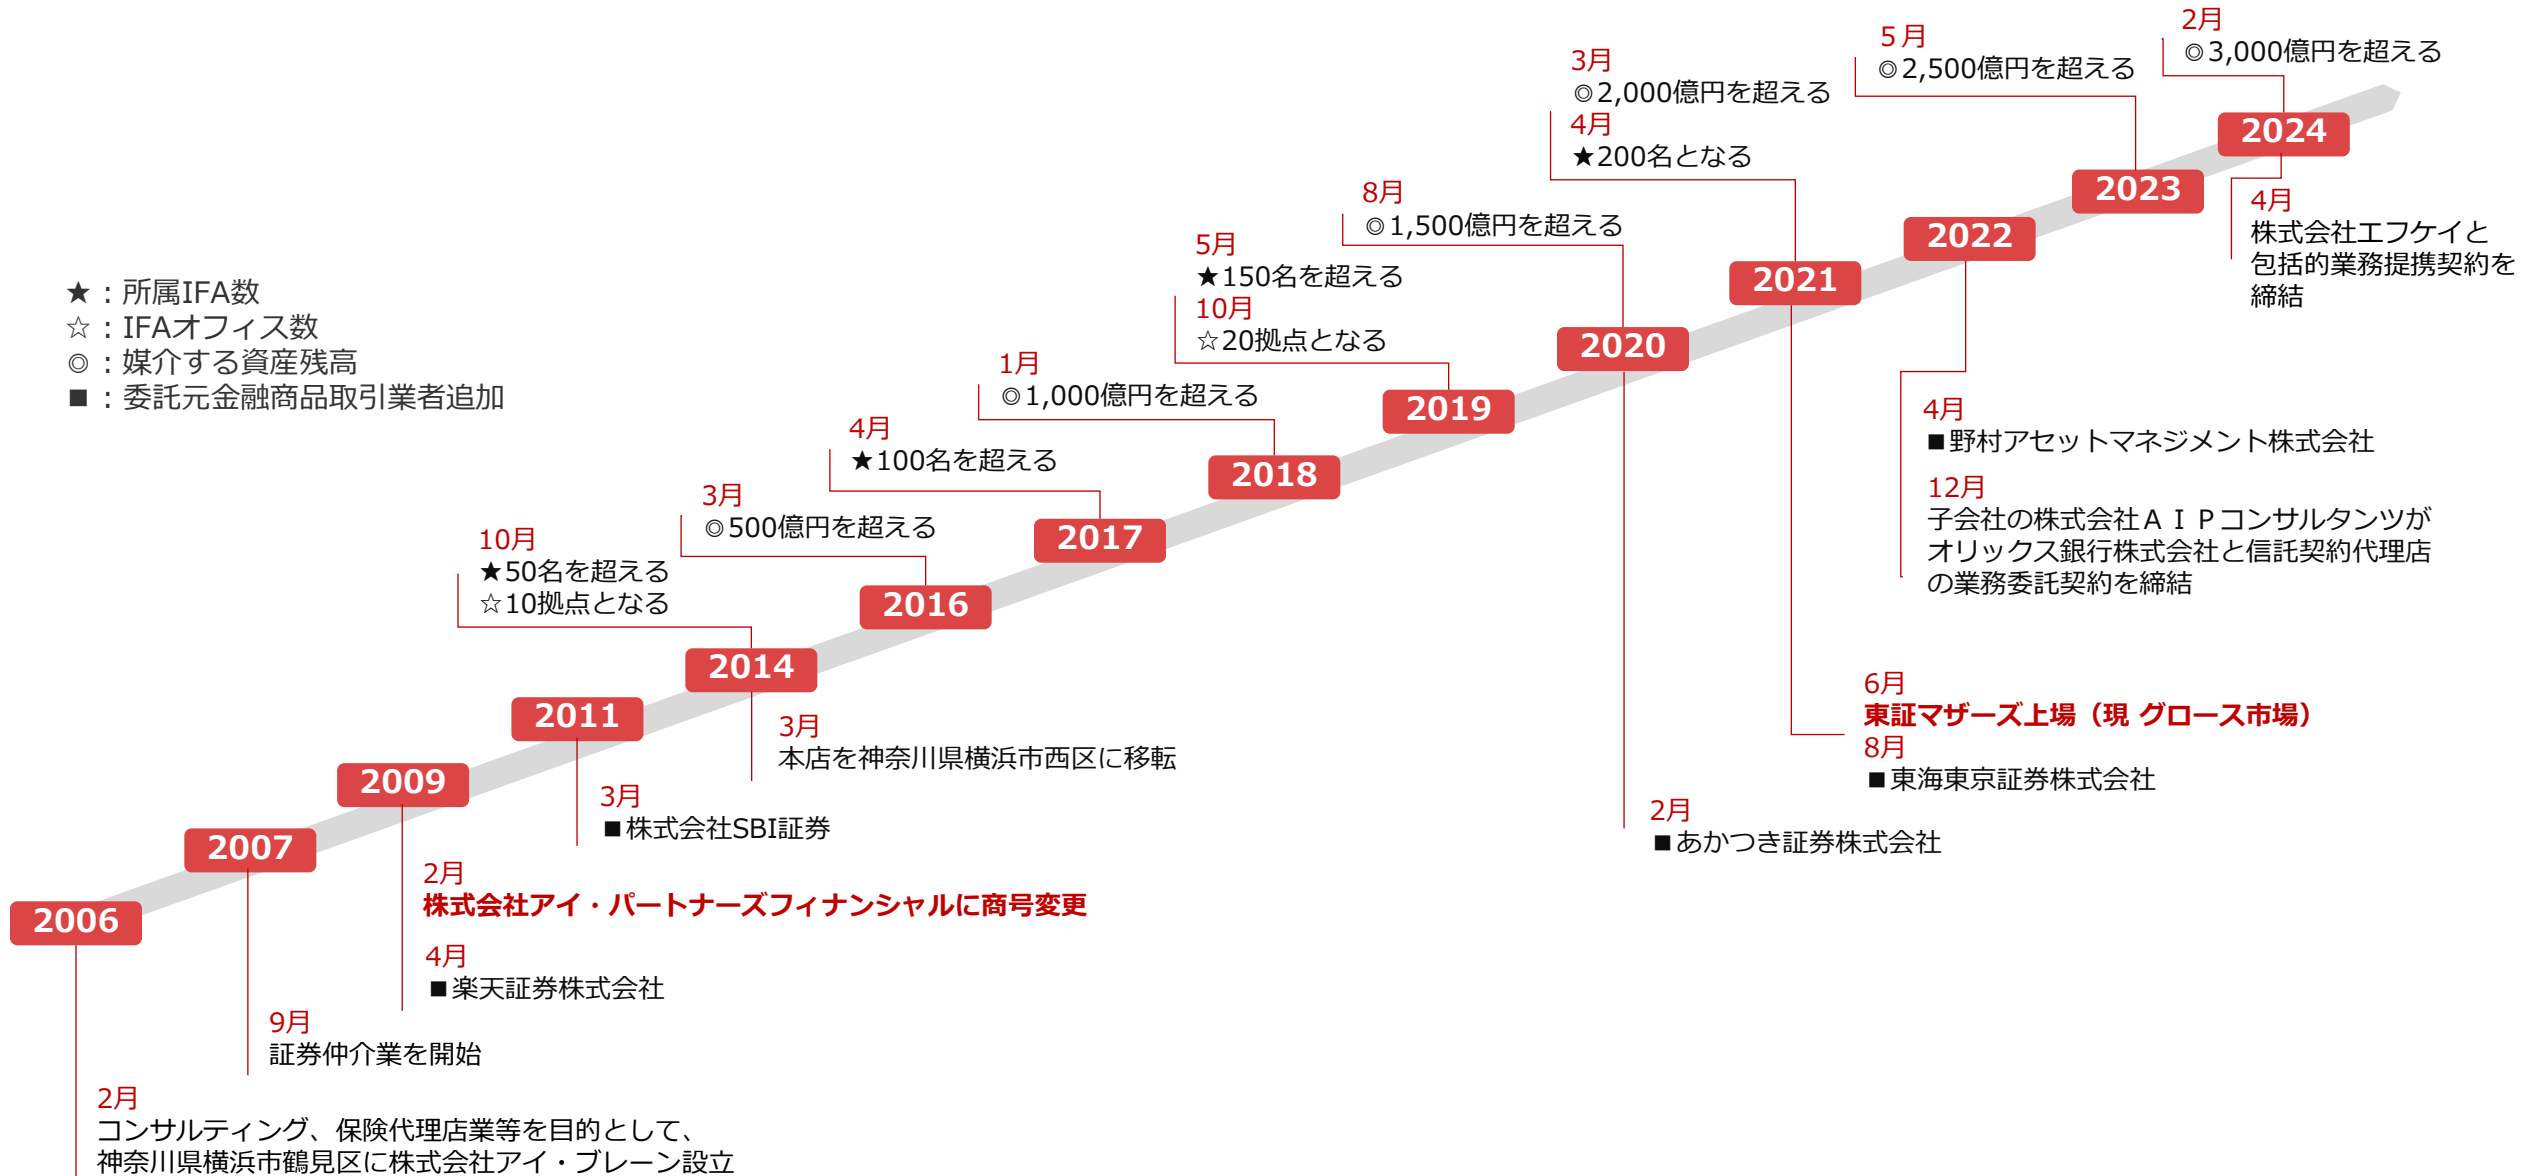 ★：所属IFA数
☆：IFAオフィス数
◎：媒介する資産残高
■：委託元金融商品取引業者追加
2006
2月
コンサルティング、保険代理店業等を目的として、
神奈川県横浜市鶴見区に株式会社アイ・ブレーン設立
2007
9月
証券仲介業を開始
2009
2月
株式会社アイ・パートナーズフィナンシャルに商号変更
4月
■楽天証券株式会社
2011
3月
■株式会社SBI証券
10月
★50名を超える
☆10拠点となる
2014
3月
本店を神奈川県横浜市西区に移転
3月
◎500億円を超える
2016
4月
★100名を超える
2017
1月
◎1,000億円を超える
2018
5月
★150名を超える
10月
☆20拠点となる
2019
8月
◎1,500億円を超える
2020
2月
■あかつき証券株式会社
3月
◎2,000億円を超える
4月
★200名となる
2021
6月
東証マザーズ上場（現 グロース市場）
8月
■東海東京証券株式会社
2022
4月
■野村アセットマネジメント株式会社
12月
子会社の株式会社ＡＩＰコンサルタンツが
オリックス銀行株式会社と信託契約代理店
の業務委託契約を締結
５月
◎2,500億円を超える
2023
2月
◎3,000億円を超える
2024
4月
株式会社エフケイと
包括的業務提携契約を
締結